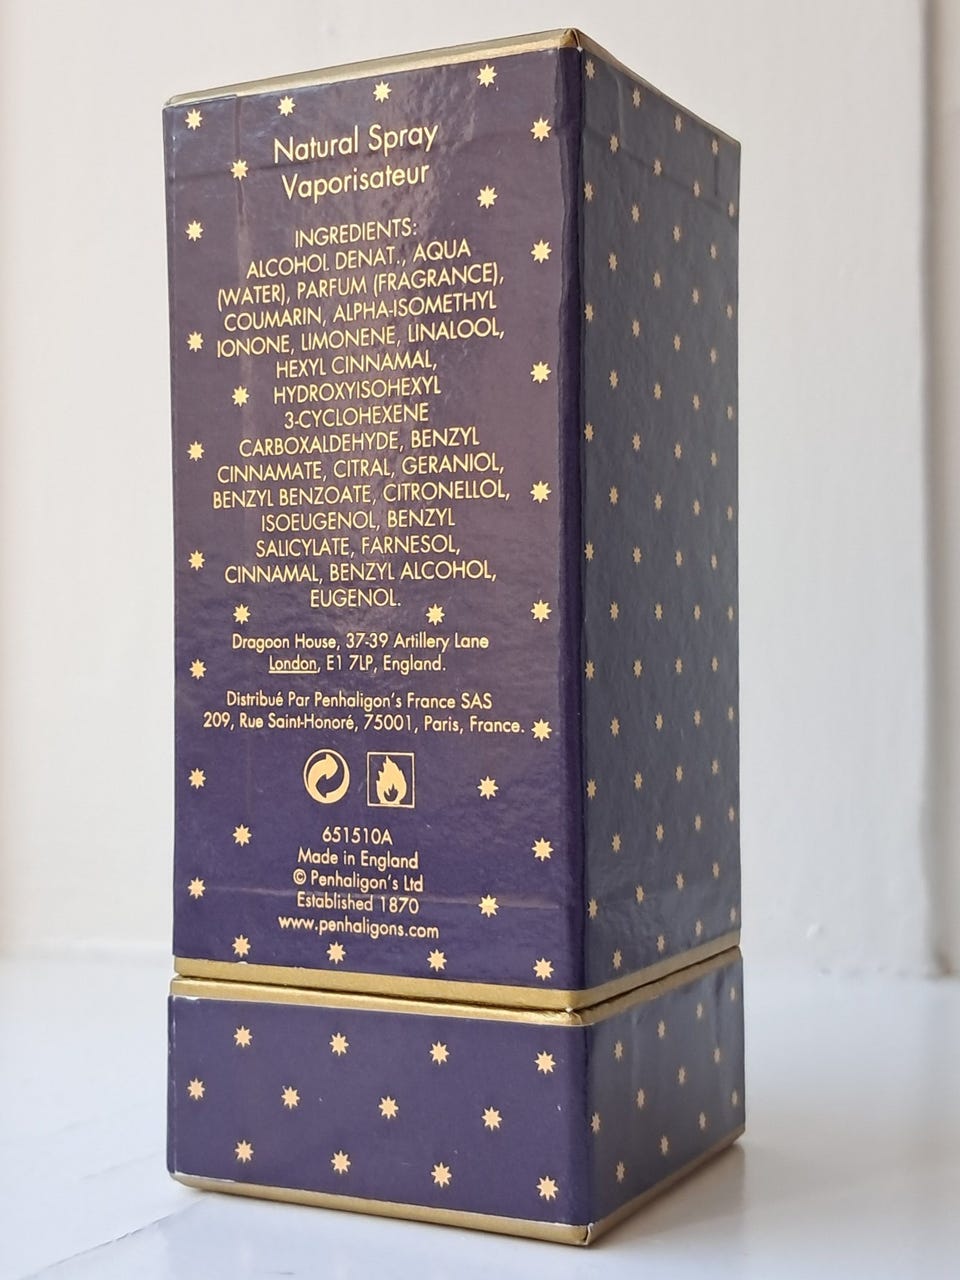 Natural Spray
Vaporisateur
INGREDIENTS:
ALCOHOL DENAT., AQUA
(WATER), PARFUM (FRAGRANCE),
COUMARIN, ALPHA-ISOMETHYL
IONONE, LIMONENE, LINALOOL,
HEXYL CINNAMAL,
HYDROXYISOHEXYL
3-CYCLOHEXENE
CARBOXALDEHYDE, BENZYL
CINNAMATE, CITRAL, GERANIOL,
BENZYL BENZOATE, CITRONELLOL,
ISOEUGENOL, BENZYL
SALICYLATE, FARNESOL,
CINNAMAL, BENZYL ALCOHOL,
EUGENOL.
Dragoon House, 37-39 Artillery Lane
London, E1 7LP, England.
Distribué Par Penhaligon's France SAS
209, Rue Saint-Honoré, 75001, Paris, France.
651510A
Made in England
© Penhaligon's Ltd
Established 1870
www.penhaligons.com